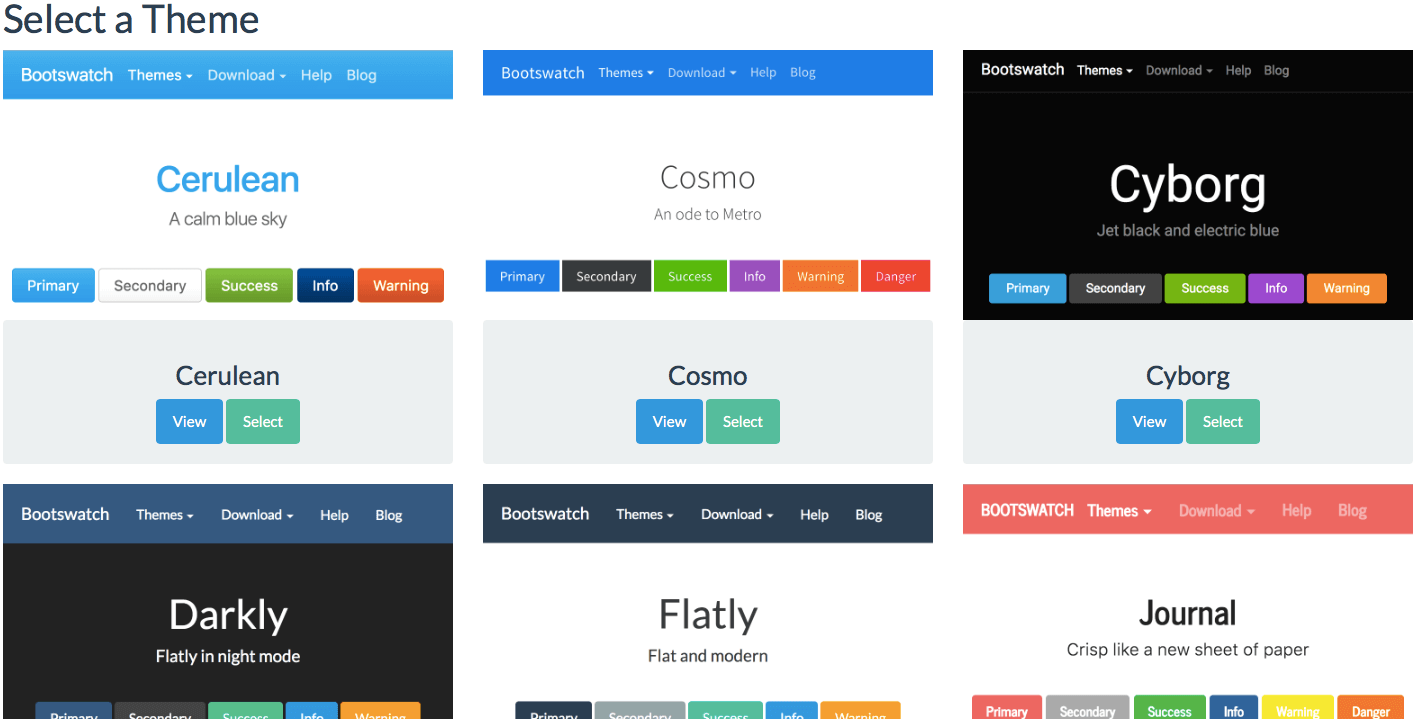 Select a Theme
Bootswatch Themes Download Help Blog
Cerulean
A calm blue sky
Primary Secondary Success Info Warning
Cerulean
View Select
Bootswatch Themes Download Help Blog
Cosmo
An ode to Metro
Primary Secondary Success Info Warning Danger
Cosmo
View Select
Bootswatch Themes Download Help Blog
Cyborg
Jet black and electric blue
Primary Secondary Success Info Warning
Cyborg
View Select
Bootswatch Themes Download Help Blog
Darkly
Flatly in night mode
Primary Secondary Success Info Warning
Bootswatch Themes Download Help Blog
Flatly
Flat and modern
Primary Secondary Success Info Warning
BOOTSWATCH Themes Download Help Blog
Journal
Crisp like a new sheet of paper
Primary Secondary Success Info Warning Danger